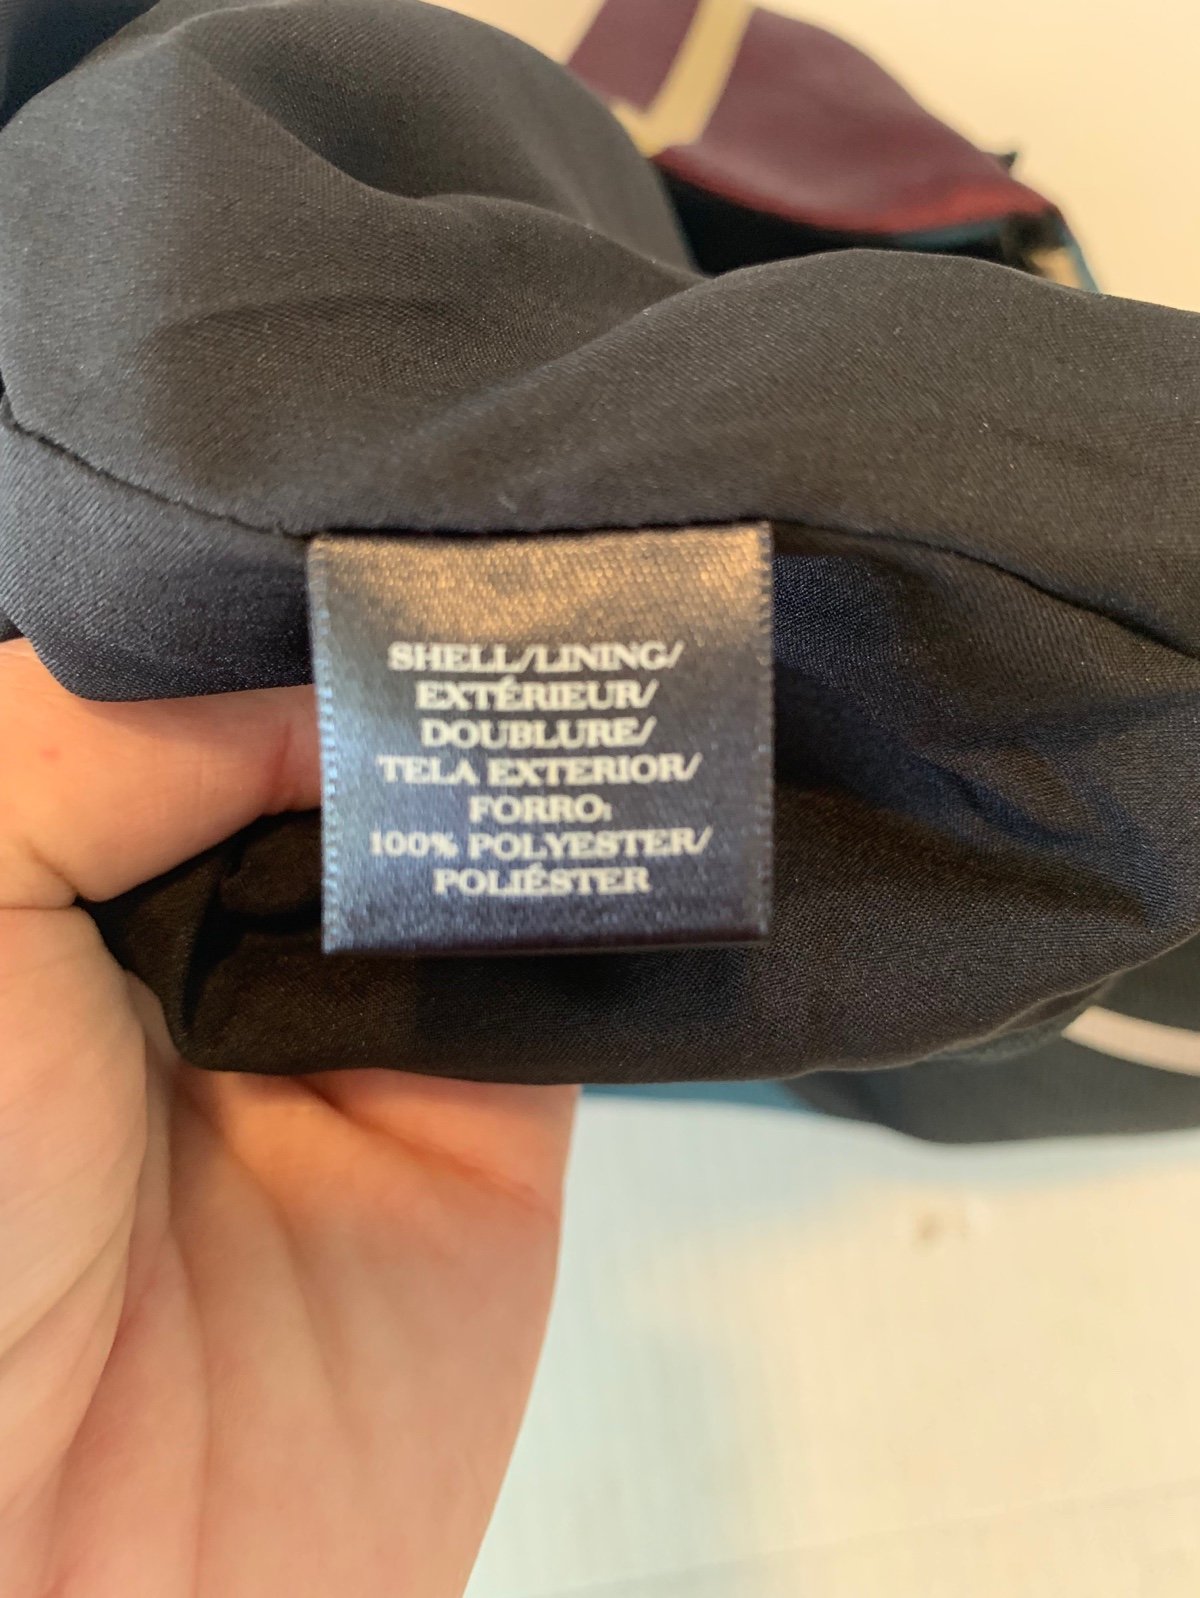 SHELL/LINING/
EXTÉRIEUR/
DOUBLURE/
TELA EXTERIOR/
FORRO:
100% POLYESTER/
POLIÉSTER